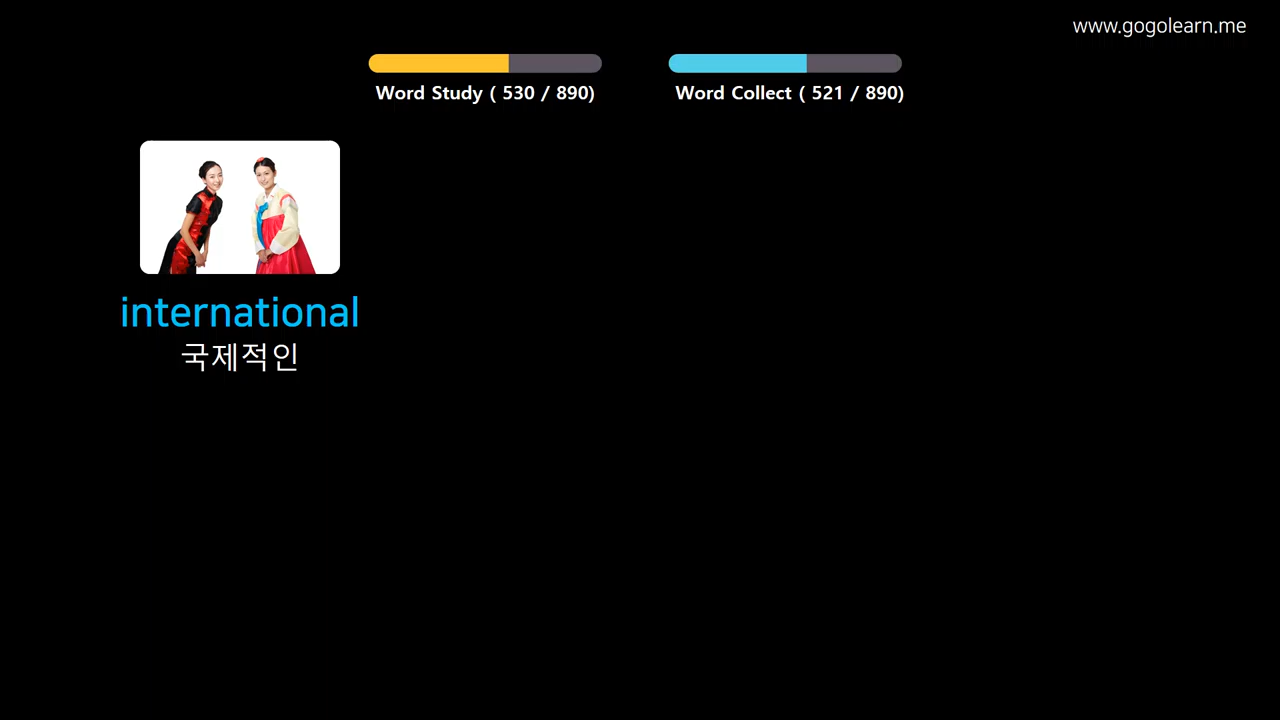 www.gogolearn.me
Word Study ( 530 / 890)
Word Collect ( 521 / 890)
international
국제적인